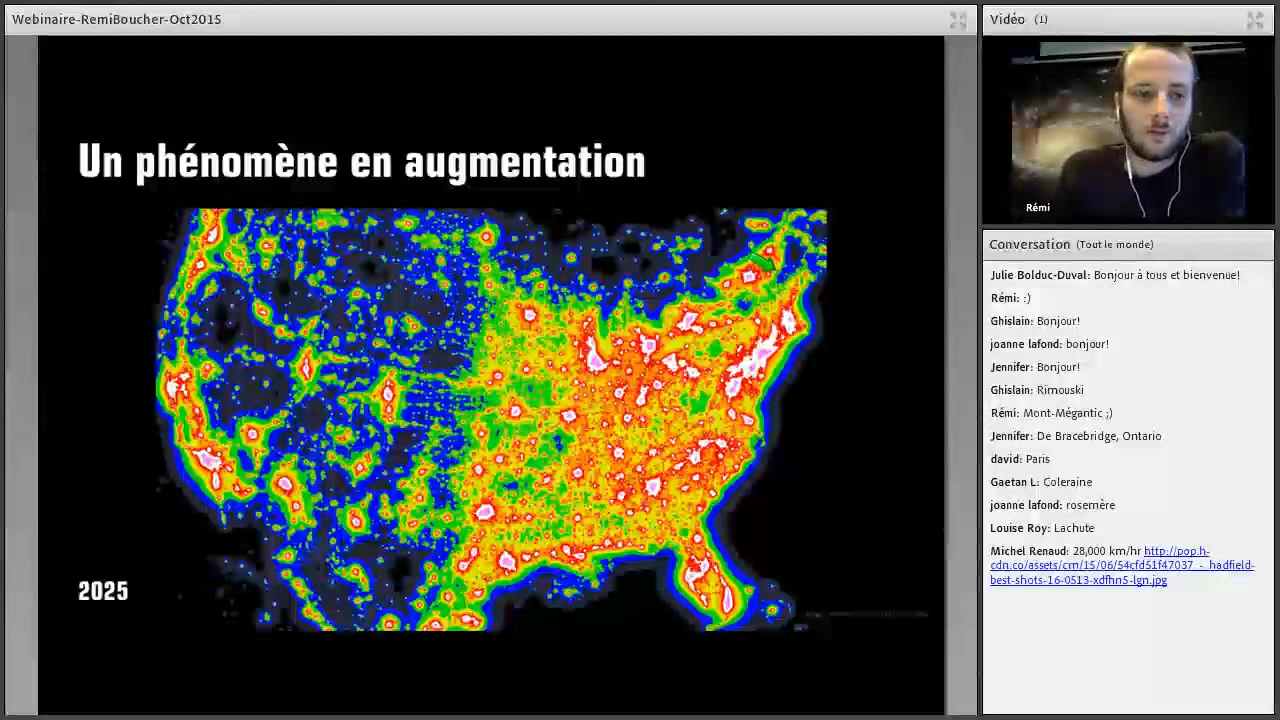 Webinaire-RemiBoucher-Oct2015
Un phénomène en augmentation
2025
Vidéo (1)
Rémi
Conversation (Tout le monde)
Julie Bolduc-Duval: Bonjour à tous et bienvenue!
Rémi: :)
Ghislain: Bonjour!
joanne lafond: bonjour!
Jennifer: Bonjour!
Ghislain: Rimouski
Rémi: Mont-Mégantic ;)
Jennifer: De Bracebridge, Ontario
david: Paris
Gaetan L: Coleraine
joanne lafond: rosemère
Louise Roy: Lachute
Michel Renaud: 28,000 km/hr http://pop.h-
cdn.co/assets/cm/15/06/54cfd51f47037_-_hadfield-
best-shots-16-0513-xdfhn5-lgn.jpg